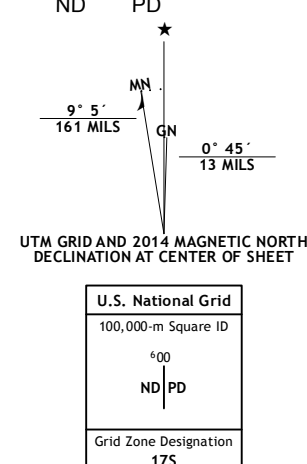 ND PD
★
MN
9° 5´
161 MILS
GN
0° 45´
13 MILS
UTM GRID AND 2014 MAGNETIC NORTH
DECLINATION AT CENTER OF SHEET
U.S. National Grid
100,000-m Square ID
⁶00
ND PD
Grid Zone Designation
17S